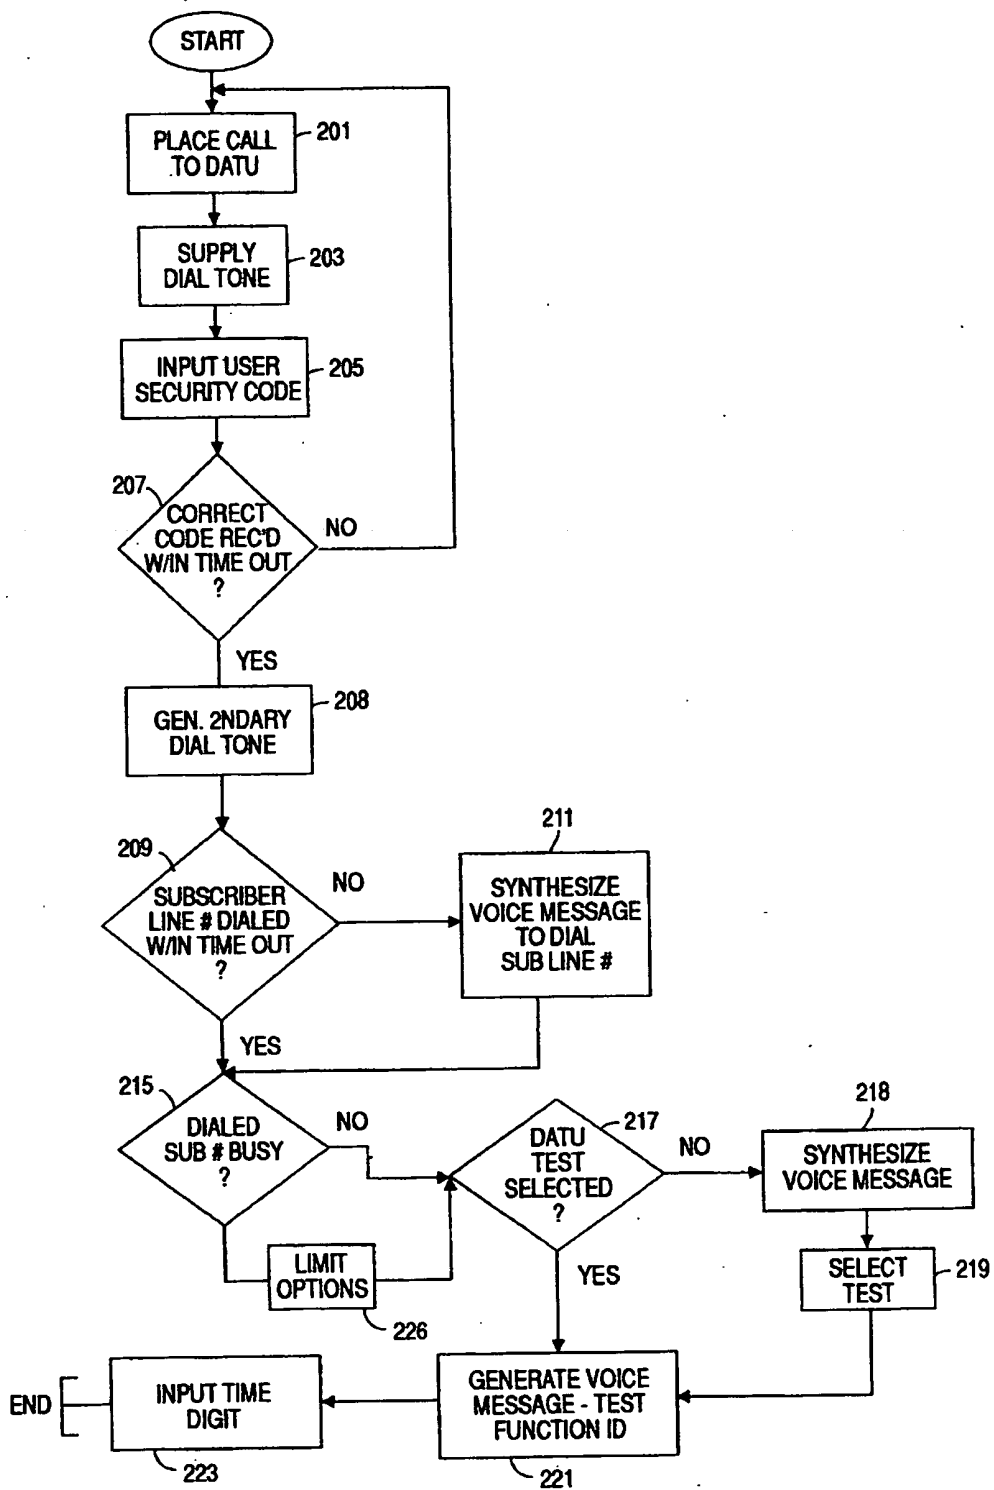 START
PLACE CALL
TO DATU
201
SUPPLY
DIAL TONE
203
INPUT USER
SECURITY CODE
205
207
CORRECT
CODE REC'D
W/IN TIME OUT
?
NO
YES
GEN. 2NDARY
DIAL TONE
208
209
SUBSCRIBER
LINE # DIALED
W/IN TIME OUT
?
NO
211
SYNTHESIZE
VOICE MESSAGE
TO DIAL
SUB LINE #
YES
215
DIALED
SUB # BUSY
?
NO
LIMIT
OPTIONS
226
217
DATU
TEST
SELECTED
?
NO
218
SYNTHESIZE
VOICE MESSAGE
SELECT
TEST
219
YES
GENERATE VOICE
MESSAGE - TEST
FUNCTION ID
221
INPUT TIME
DIGIT
223
END